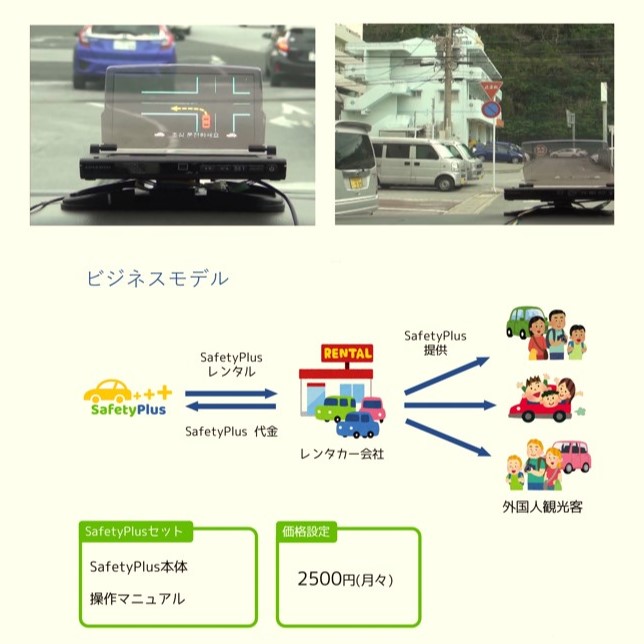 ビジネスモデル
SafetyPlus
レンタル
SafetyPlus 代金
SafetyPlus
RENTAL
レンタカー会社
SafetyPlus
提供
外国人観光客
SafetyPlusセット
SafetyPlus本体
操作マニュアル
価格設定
2500円(月々)